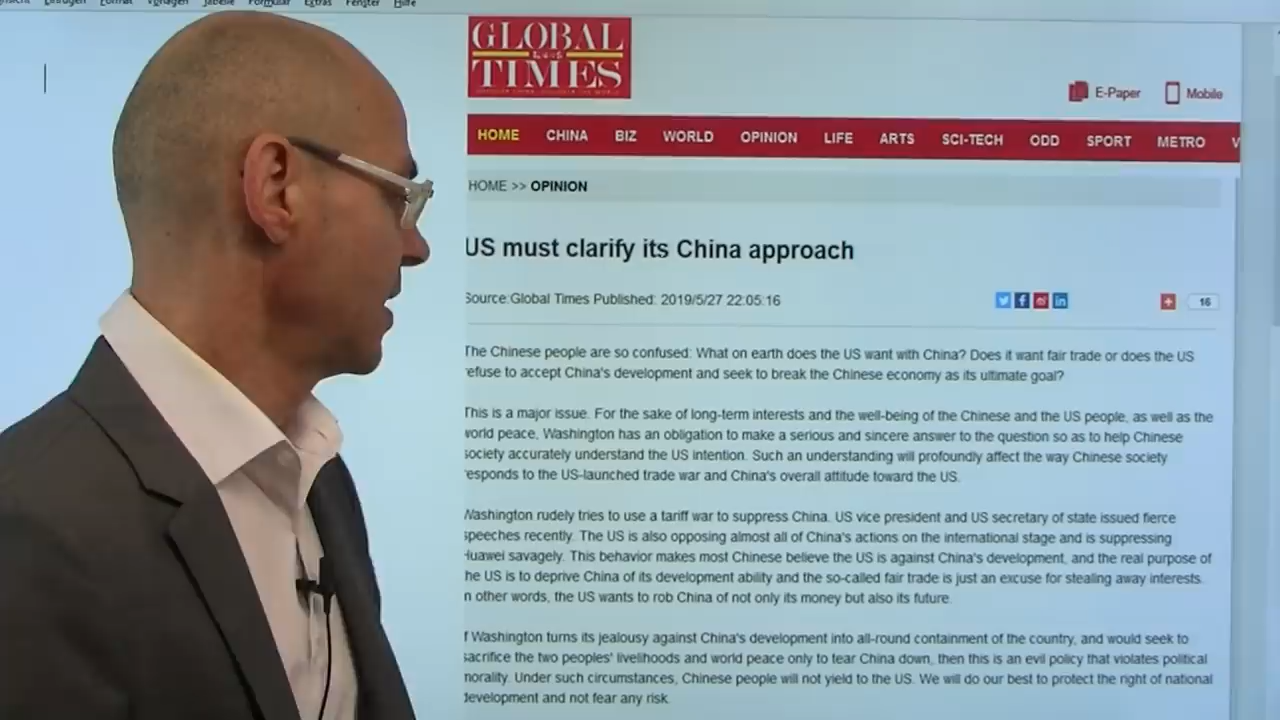 Einfügen Format Vorlagen Tabelle Formular Extras Fenster Hilfe
GLOBAL
TIMES
E-Paper Mobile
HOME CHINA BIZ WORLD OPINION LIFE ARTS SCI-TECH ODD SPORT METRO V
HOME >> OPINION
US must clarify its China approach
Source:Global Times Published: 2019/5/27 22:05:16
16
The Chinese people are so confused: What on earth does the US want with China? Does it want fair trade or does the US
efuse to accept China's development and seek to break the Chinese economy as its ultimate goal?
This is a major issue. For the sake of long-term interests and the well-being of the Chinese and the US people, as well as the
world peace, Washington has an obligation to make a serious and sincere answer to the question so as to help Chinese
society accurately understand the US intention. Such an understanding will profoundly affect the way Chinese society
esponds to the US-launched trade war and China's overall attitude toward the US.
Washington rudely tries to use a tariff war to suppress China. US vice president and US secretary of state issued fierce
speeches recently. The US is also opposing almost all of China's actions on the international stage and is suppressing
Huawei savagely. This behavior makes most Chinese believe the US is against China's development, and the real purpose of
he US is to deprive China of its development ability and the so-called fair trade is just an excuse for stealing away interests.
n other words, the US wants to rob China of not only its money but also its future.
f Washington turns its jealousy against China's development into all-round containment of the country, and would seek to
sacrifice the two peoples' livelihoods and world peace only to tear China down, then this is an evil policy that violates political
morality. Under such circumstances, Chinese people will not yield to the US. We will do our best to protect the right of national
development and not fear any risk.